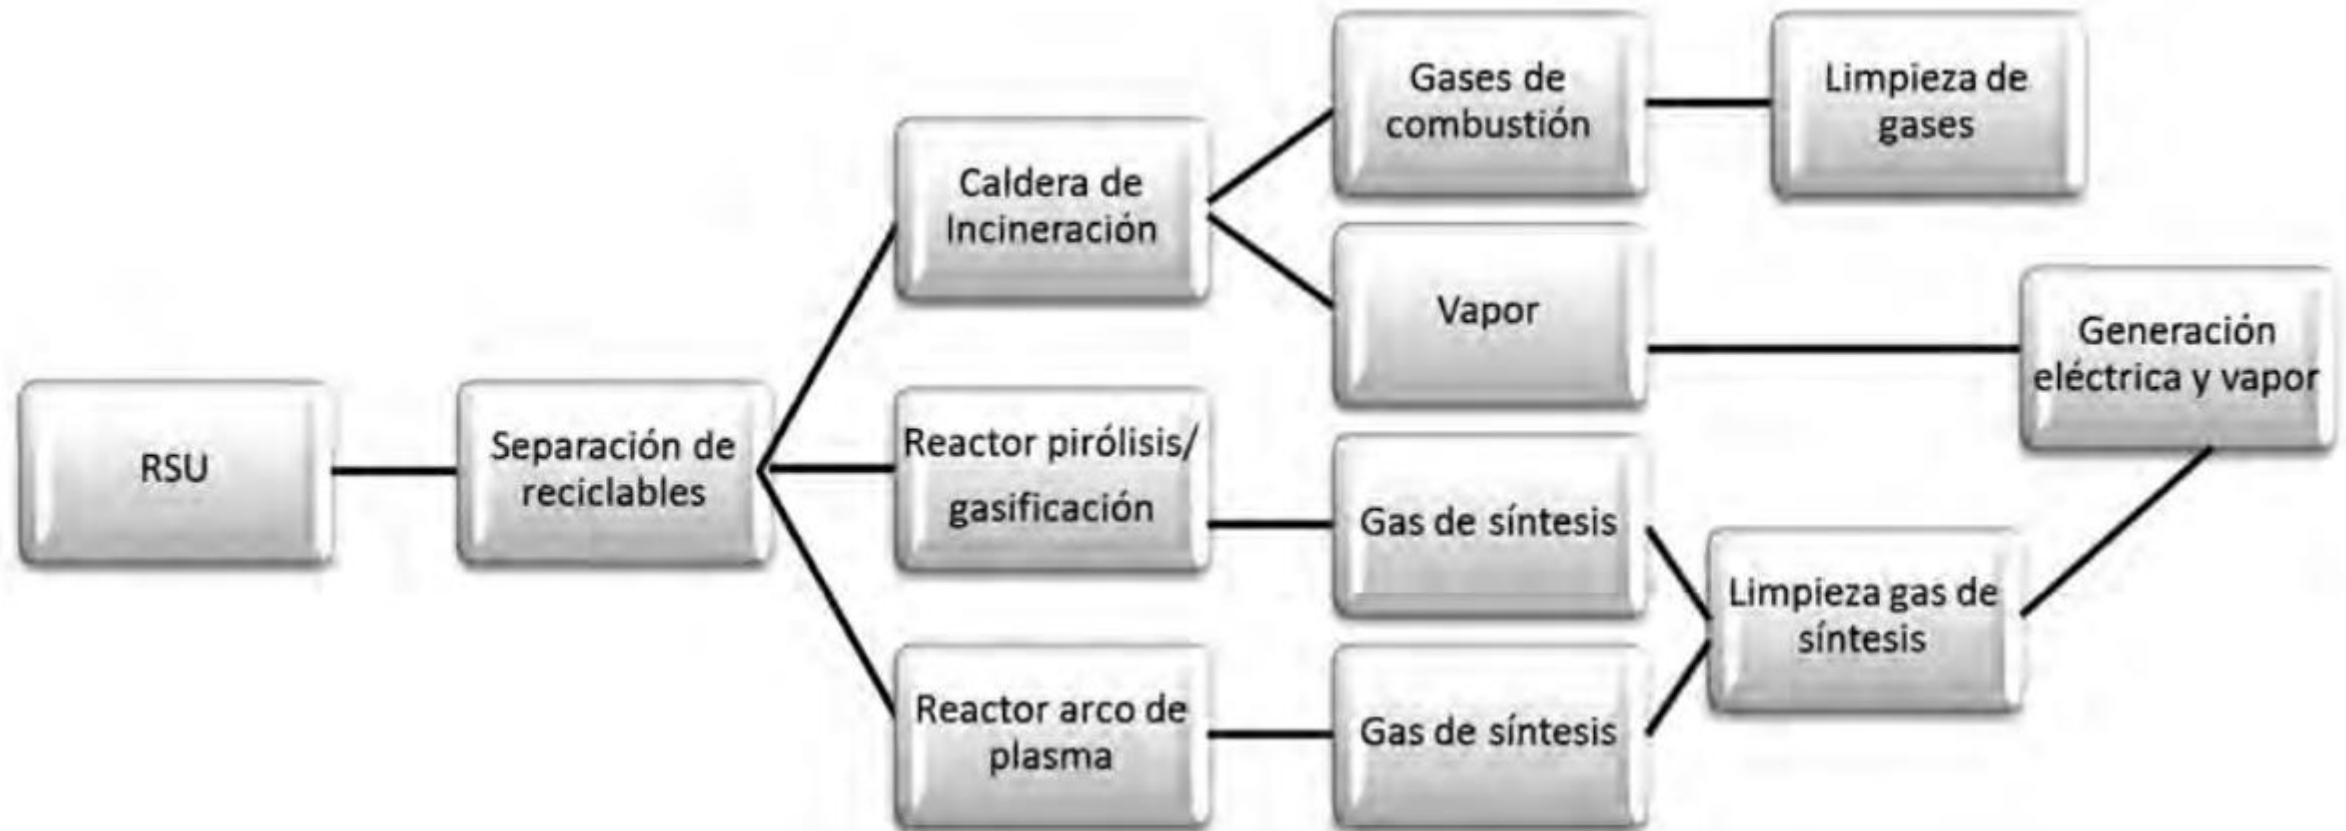 RSU
Separación de
reciclables
Caldera de
Incineración
Reactor pirólisis/
gasificación
Reactor arco de
plasma
Gases de
combustión
Vapor
Gas de síntesis
Gas de síntesis
Limpieza de
gases
Limpieza gas de
síntesis
Generación
eléctrica y vapor